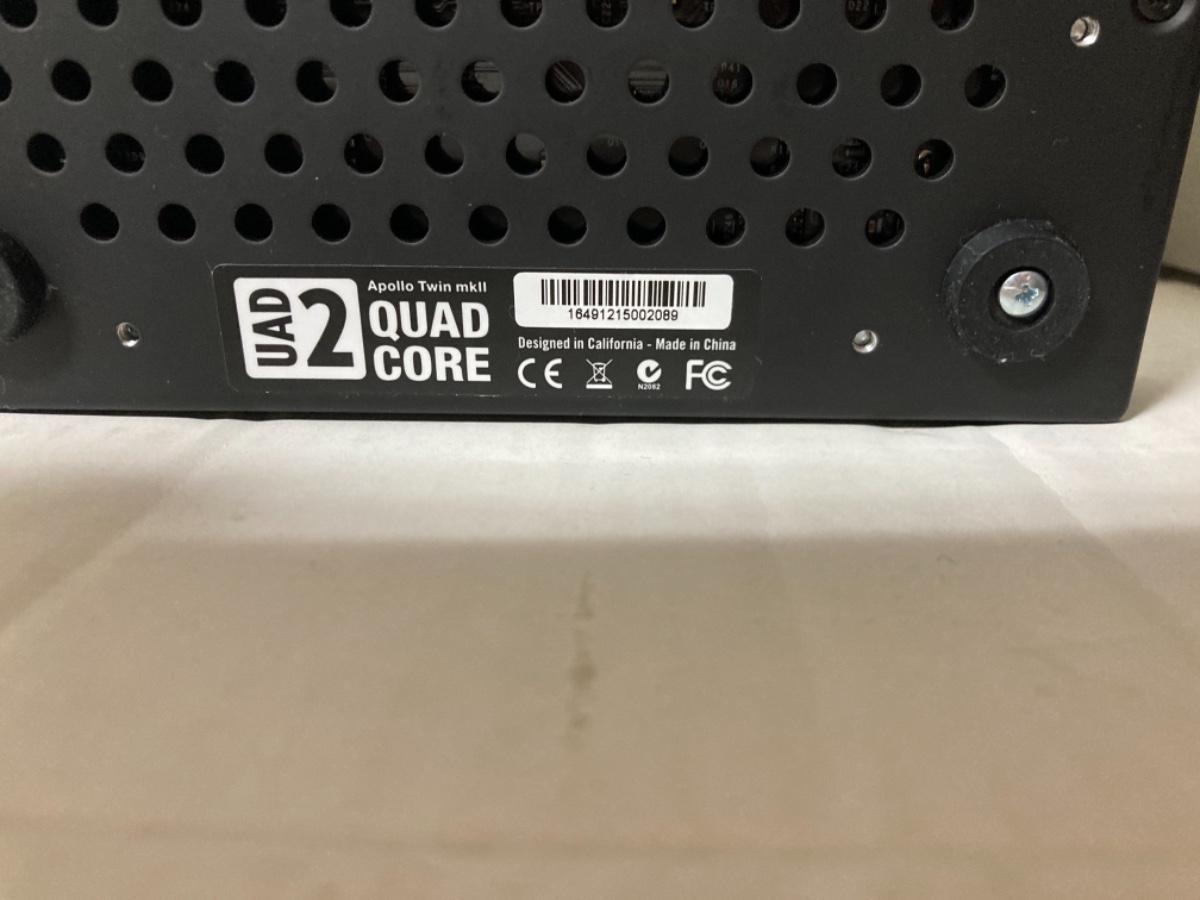 UAD 2
Apollo Twin mkII
QUAD
CORE
16491215002089
Designed in California - Made in China
CE
N2082
FC